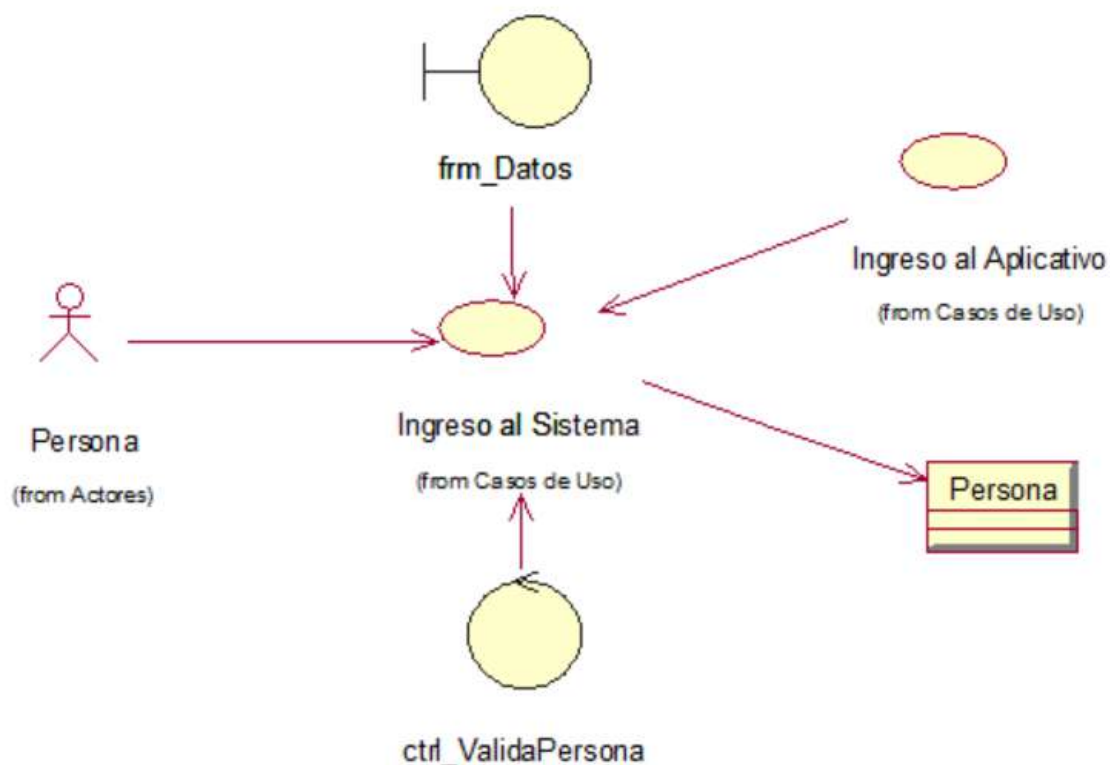 frm_Datos
Ingreso al Aplicativo
(from Casos de Uso)
Persona
(from Actores)
Ingreso al Sistema
(from Casos de Uso)
Persona
ctrl_ValidaPersona